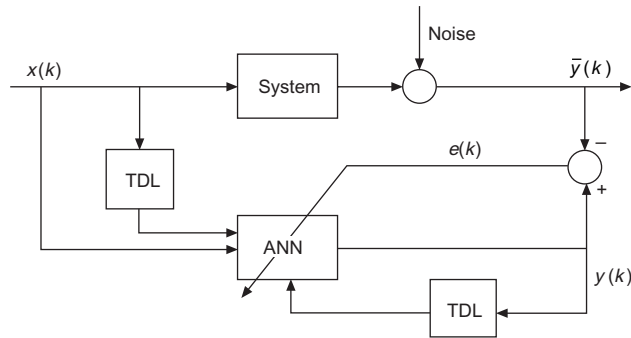 Noise
x(k)
ȳ(k)
System
−
e(k)
TDL
+
ANN
y(k)
TDL